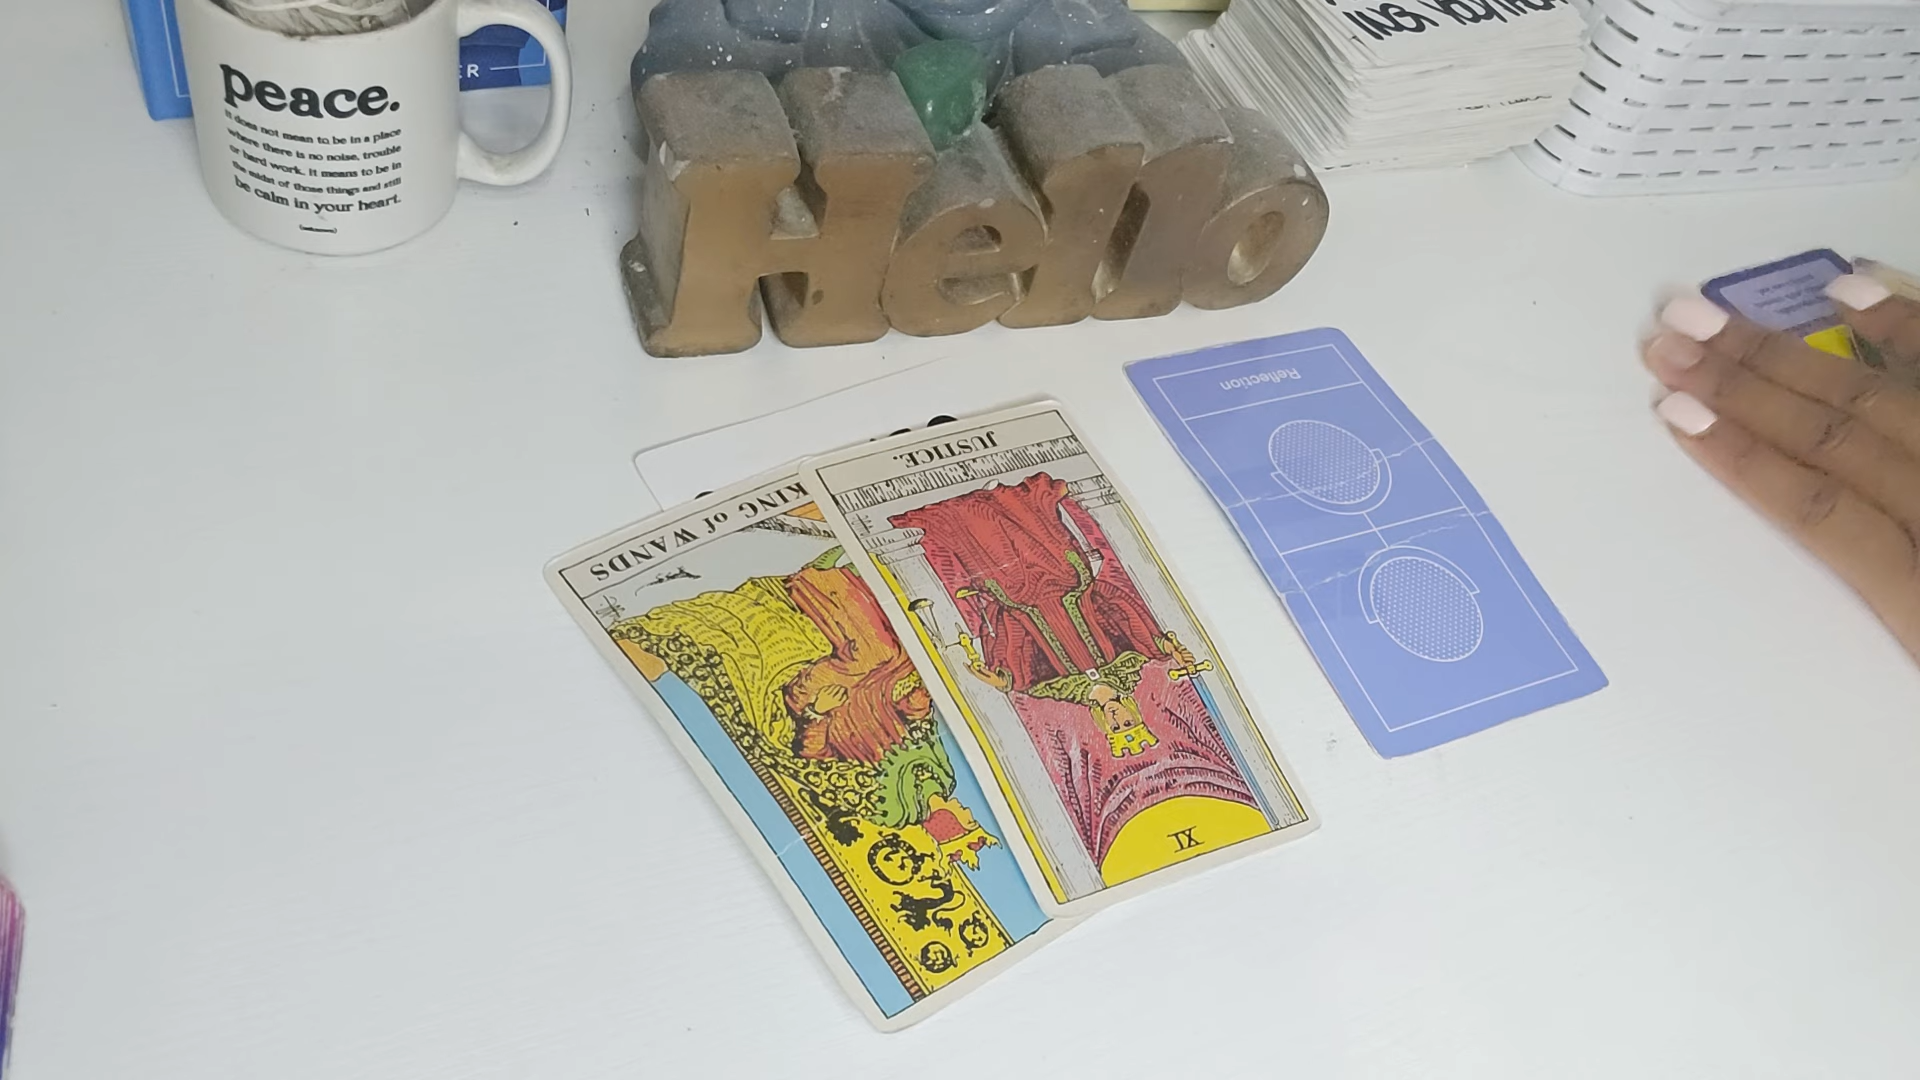 peace.
it does not mean to be in a place
where there is no noise, trouble
or hard work. it means to be in
the midst of those things and still
be calm in your heart.
(unknown)
ER
Hello
Reflection
JUSTICE.
XI
KING of WANDS